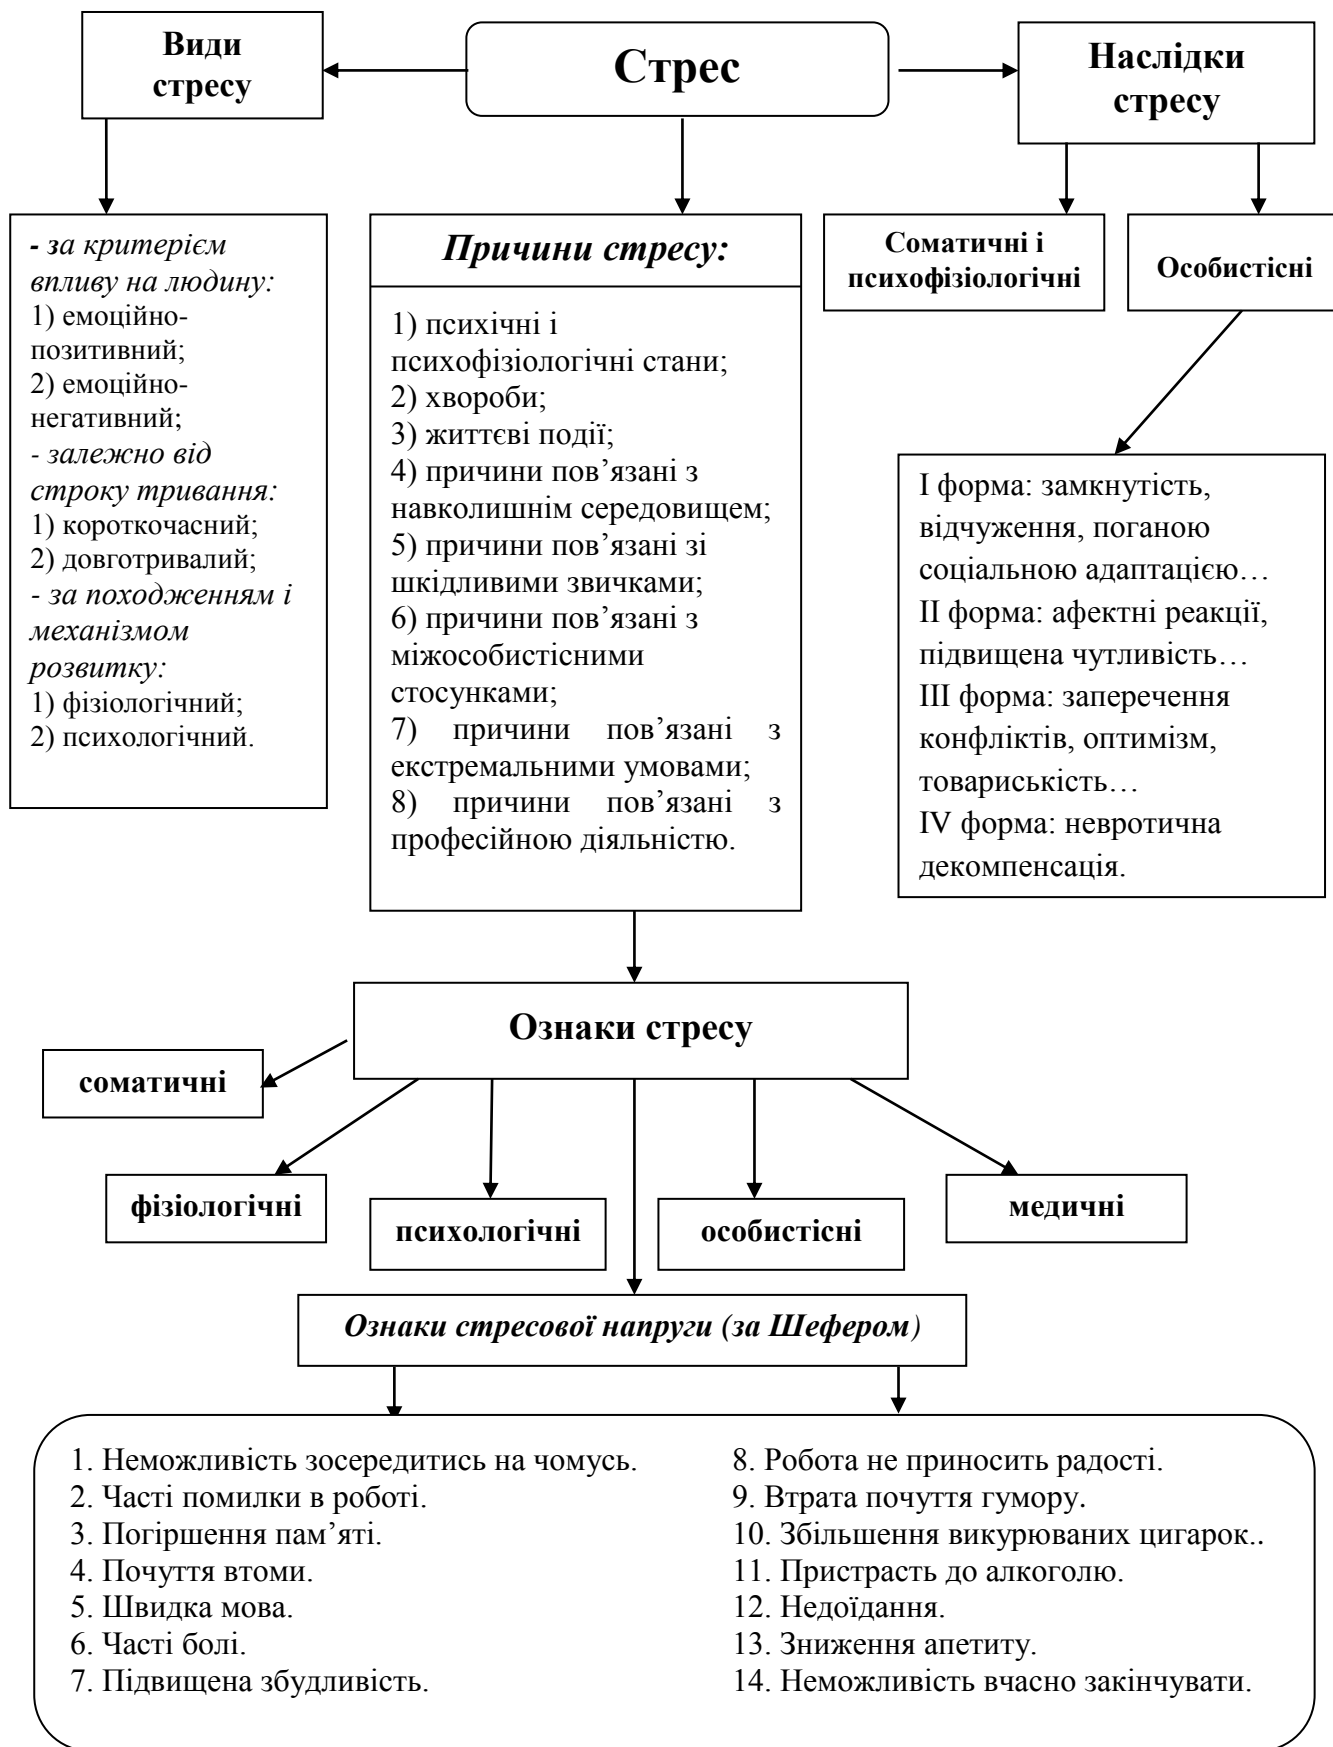 Види
стресу
Стрес
Наслідки
стресу
- за критерієм
впливу на людину:
1) емоційно-
позитивний;
2) емоційно-
негативний;
- залежно від
строку тривання:
1) короткочасний;
2) довготривалий;
- за походженням і
механізмом
розвитку:
1) фізіологічний;
2) психологічний.
Причини стресу:
1) психічні і
психофізіологічні стани;
2) хвороби;
3) життєві події;
4) причини пов’язані з
навколишнім середовищем;
5) причини пов’язані зі
шкідливими звичками;
6) причини пов’язані з
міжособистісними
стосунками;
7) причини пов’язані з
екстремальними умовами;
8) причини пов’язані з
професійною діяльністю.
Соматичні і
психофізіологічні
Особистісні
І форма: замкнутість,
відчуження, поганою
соціальною адаптацією…
ІІ форма: афектні реакції,
підвищена чутливість…
ІІІ форма: заперечення
конфліктів, оптимізм,
товариськість…
IV форма: невротична
декомпенсація.
Ознаки стресу
соматичні
фізіологічні
психологічні
особистісні
медичні
Ознаки стресової напруги (за Шефером)
1. Неможливість зосередитись на чомусь.
2. Часті помилки в роботі.
3. Погіршення пам’яті.
4. Почуття втоми.
5. Швидка мова.
6. Часті болі.
7. Підвищена збудливість.
8. Робота не приносить радості.
9. Втрата почуття гумору.
10. Збільшення викурюваних цигарок..
11. Пристрасть до алкоголю.
12. Недоїдання.
13. Зниження апетиту.
14. Неможливість вчасно закінчувати.